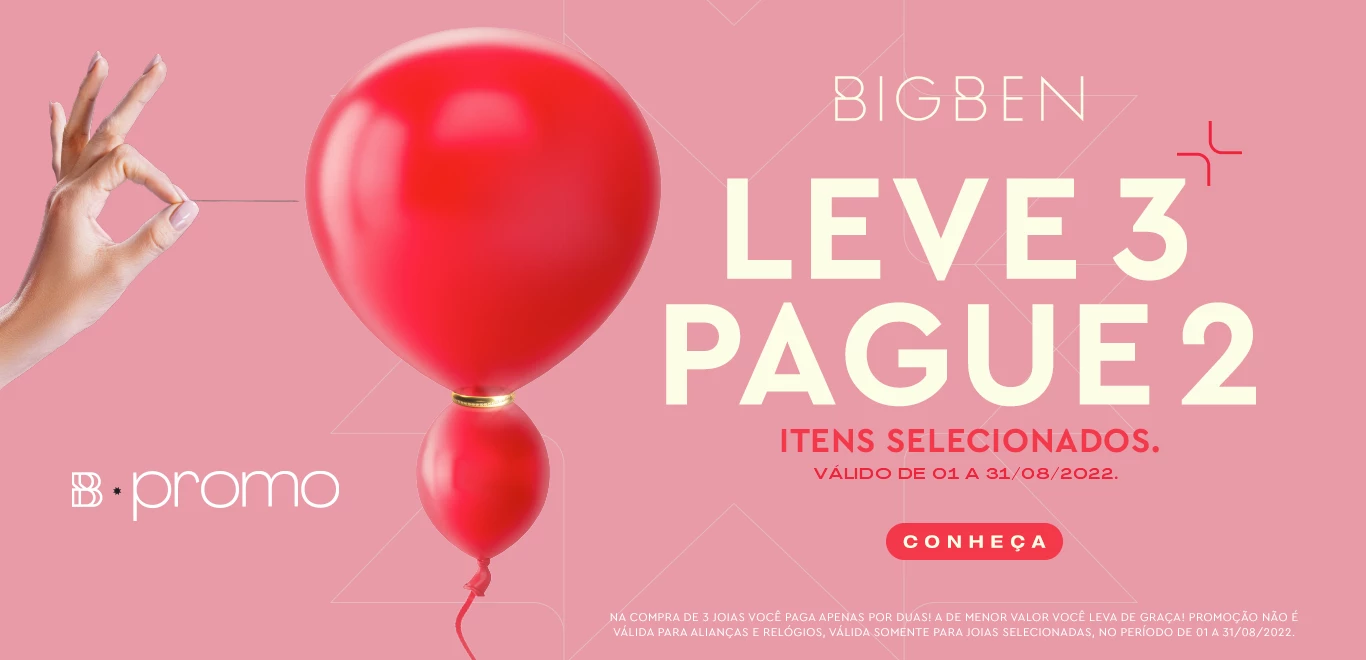 BIGBEN
LEVE 3
PAGUE 2
ITENS SELECIONADOS.
VÁLIDO DE 01 A 31/08/2022.
B promo
CONHEÇA
NA COMPRA DE 3 JOIAS VOCÊ PAGA APENAS POR DUAS! A DE MENOR VALOR VOCÊ LEVA DE GRAÇA! PROMOÇÃO NÃO É
VÁLIDA PARA ALIANÇAS E RELÓGIOS, VÁLIDA SOMENTE PARA JOIAS SELECIONADAS, NO PERÍODO DE 01 A 31/08/2022.